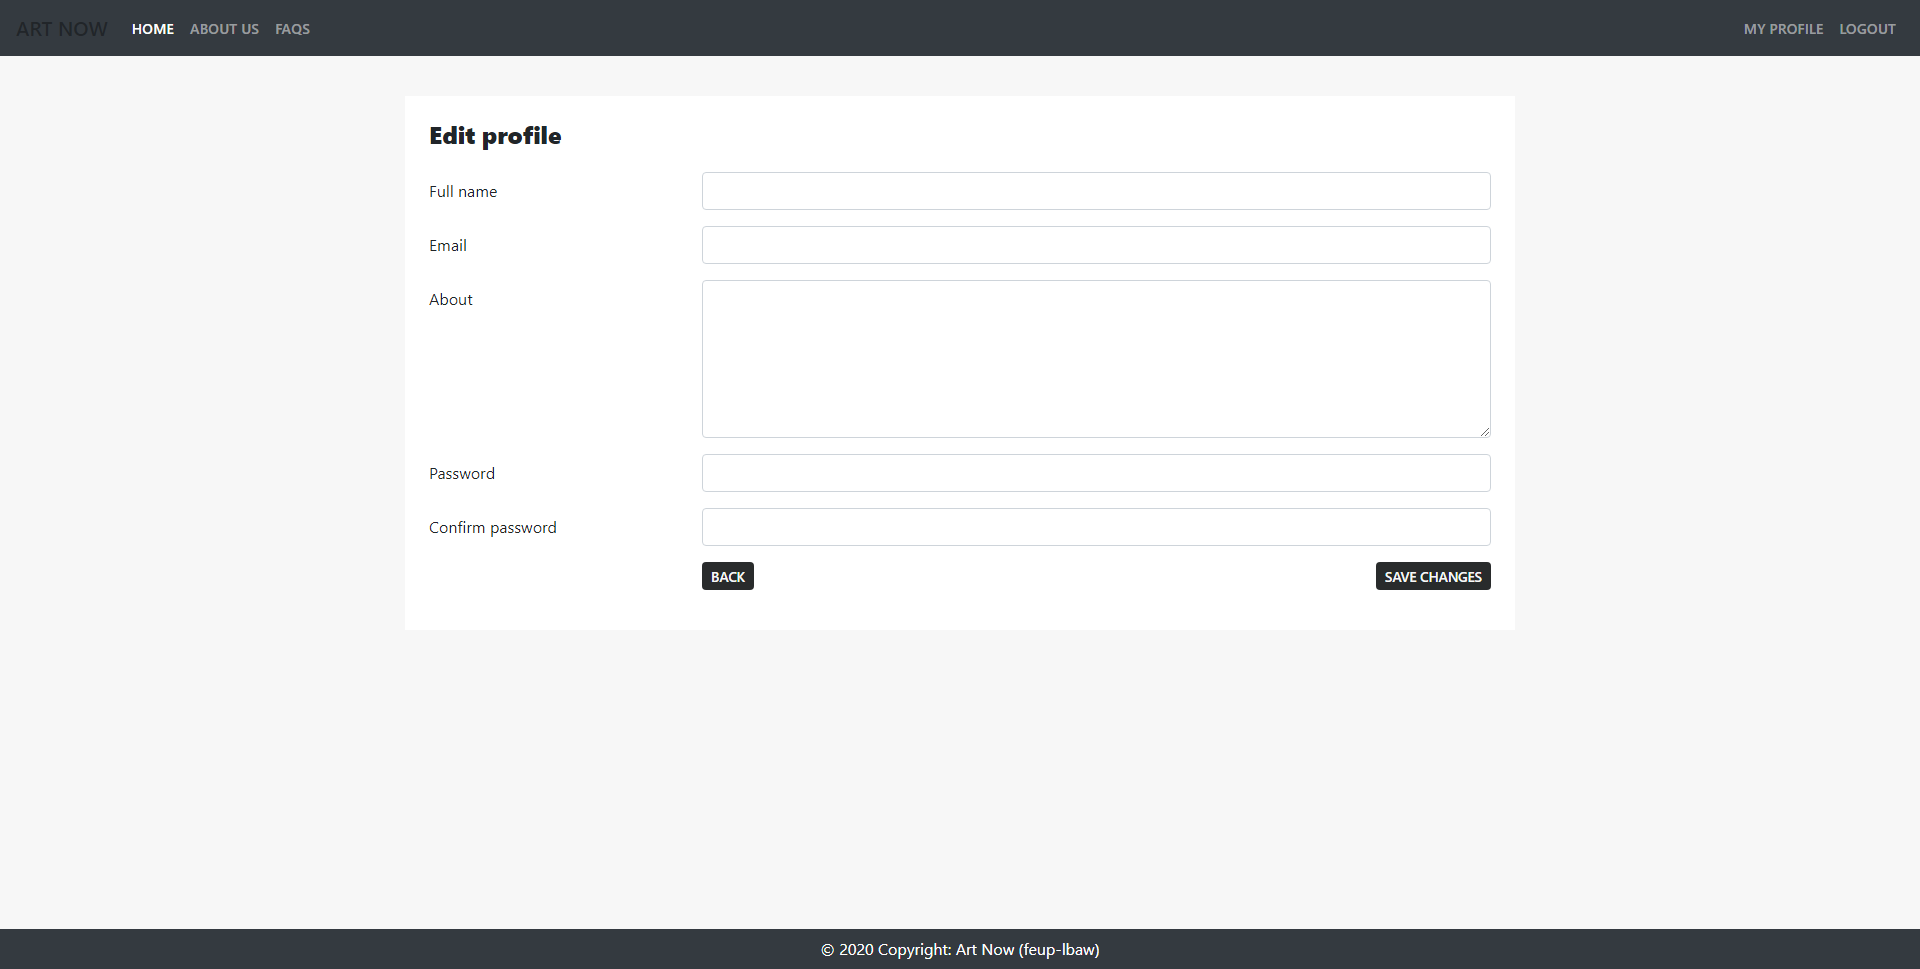 ART NOW HOME ABOUT US FAQS MY PROFILE LOGOUT
Edit profile
Full name
Email
About
Password
Confirm password
BACK SAVE CHANGES
© 2020 Copyright: Art Now (feup-lbaw)